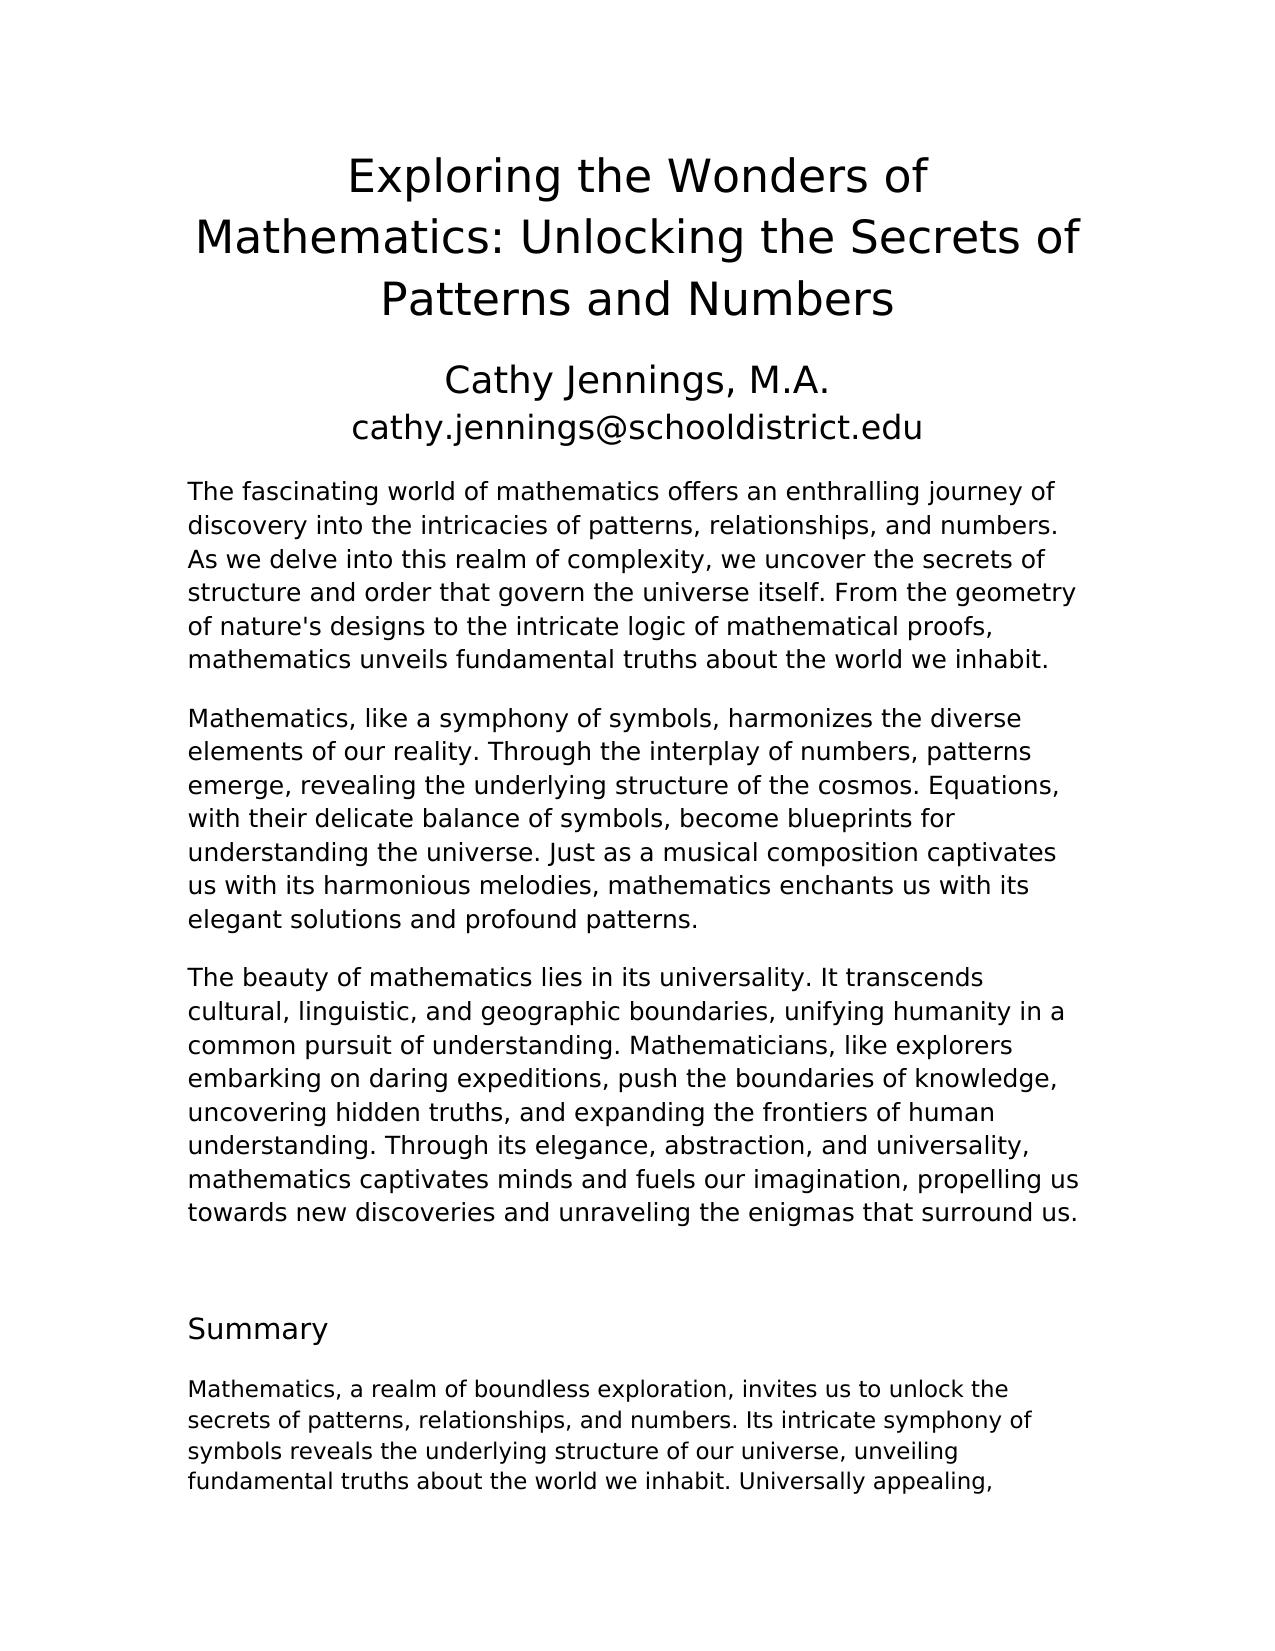 Exploring the Wonders of
Mathematics: Unlocking the Secrets of
Patterns and Numbers
Cathy Jennings, M.A.
cathy.jennings@schooldistrict.edu
The fascinating world of mathematics offers an enthralling journey of
discovery into the intricacies of patterns, relationships, and numbers.
As we delve into this realm of complexity, we uncover the secrets of
structure and order that govern the universe itself. From the geometry
of nature's designs to the intricate logic of mathematical proofs,
mathematics unveils fundamental truths about the world we inhabit.
Mathematics, like a symphony of symbols, harmonizes the diverse
elements of our reality. Through the interplay of numbers, patterns
emerge, revealing the underlying structure of the cosmos. Equations,
with their delicate balance of symbols, become blueprints for
understanding the universe. Just as a musical composition captivates
us with its harmonious melodies, mathematics enchants us with its
elegant solutions and profound patterns.
The beauty of mathematics lies in its universality. It transcends
cultural, linguistic, and geographic boundaries, unifying humanity in a
common pursuit of understanding. Mathematicians, like explorers
embarking on daring expeditions, push the boundaries of knowledge,
uncovering hidden truths, and expanding the frontiers of human
understanding. Through its elegance, abstraction, and universality,
mathematics captivates minds and fuels our imagination, propelling us
towards new discoveries and unraveling the enigmas that surround us.
Summary
Mathematics, a realm of boundless exploration, invites us to unlock the
secrets of patterns, relationships, and numbers. Its intricate symphony of
symbols reveals the underlying structure of our universe, unveiling
fundamental truths about the world we inhabit. Universally appealing,